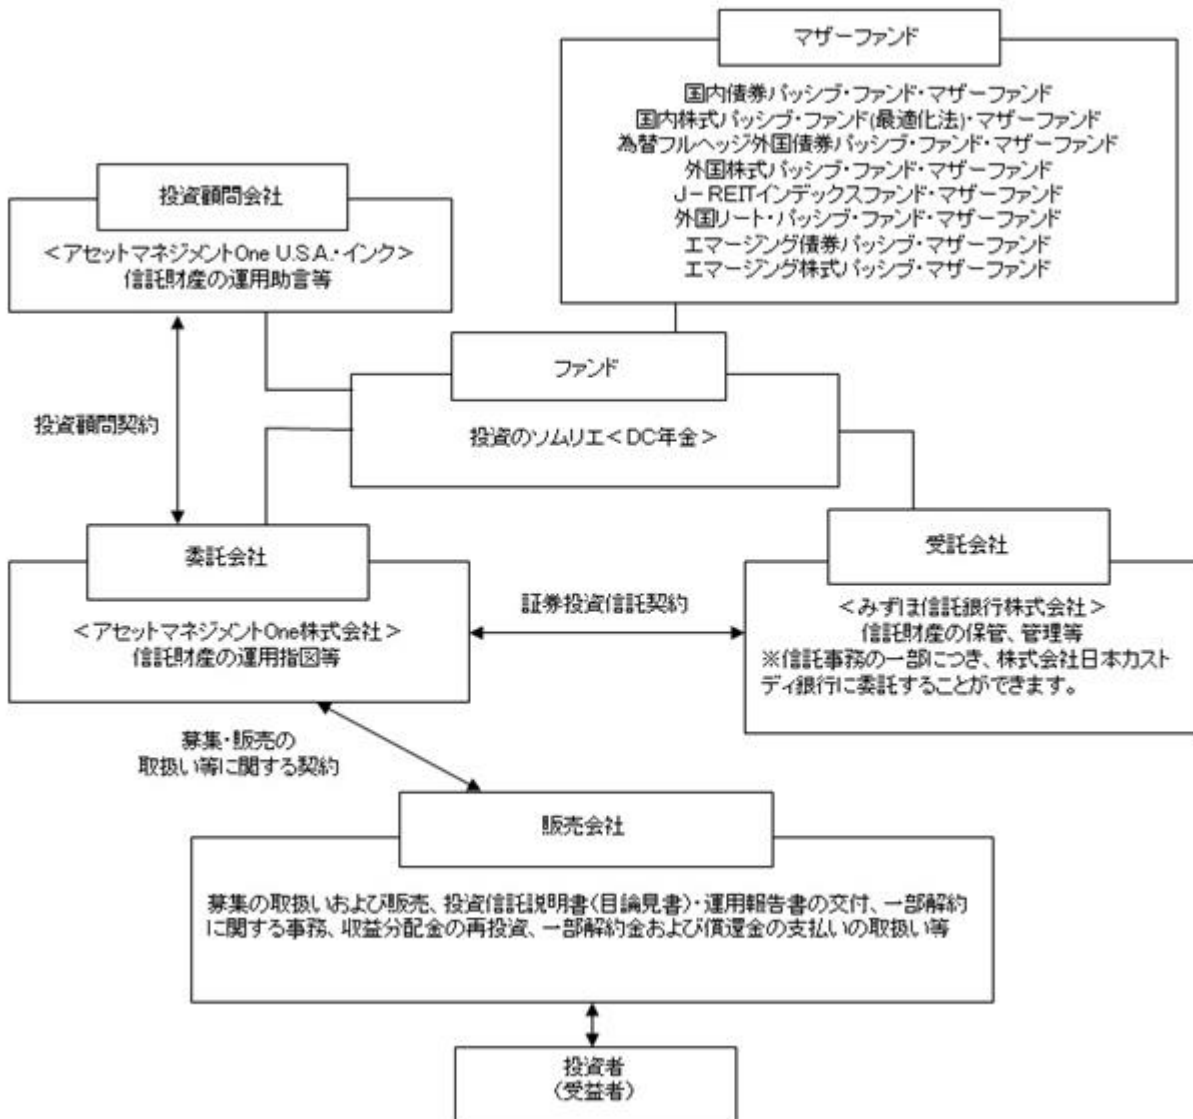 マザーファンド
国内債券パッシブ・ファンド・マザーファンド
国内株式パッシブ・ファンド(最適化法)・マザーファンド
為替フルヘッジ外国債券パッシブ・ファンド・マザーファンド
外国株式パッシブ・ファンド・マザーファンド
J－REITインデックスファンド・マザーファンド
外国リート・パッシブ・ファンド・マザーファンド
エマージング債券パッシブ・マザーファンド
エマージング株式パッシブ・マザーファンド
投資顧問会社
＜アセットマネジメントOne U.S.A.・インク＞
信託財産の運用助言等
ファンド
投資のソムリエ＜DC年金＞
投資顧問契約
委託会社
＜アセットマネジメントOne株式会社＞
信託財産の運用指図等
証券投資信託契約
受託会社
＜みずほ信託銀行株式会社＞
信託財産の保管、管理等
※信託事務の一部につき、株式会社日本カスト
ディ銀行に委託することができます。
募集・販売の
取扱い等に関する契約
販売会社
募集の取扱いおよび販売、投資信託説明書（目論見書）・運用報告書の交付、一部解約
に関する事務、収益分配金の再投資、一部解約金および償還金の支払いの取扱い等
投資者
（受益者）